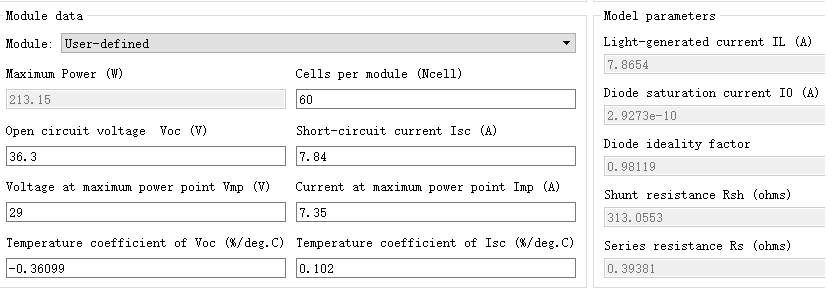 Module data
Module: User-defined
Maximum Power (W)
213.15
Cells per module (Ncell)
60
Open circuit voltage  Voc (V)
36.3
Short-circuit current Isc (A)
7.84
Voltage at maximum power point Vmp (V)
29
Current at maximum power point Imp (A)
7.35
Temperature coefficient of Voc (%/deg.C)
-0.36099
Temperature coefficient of Isc (%/deg.C)
0.102
Model parameters
Light-generated current IL (A)
7.8654
Diode saturation current I0 (A)
2.9273e-10
Diode ideality factor
0.98119
Shunt resistance Rsh (ohms)
313.0553
Series resistance Rs (ohms)
0.39381